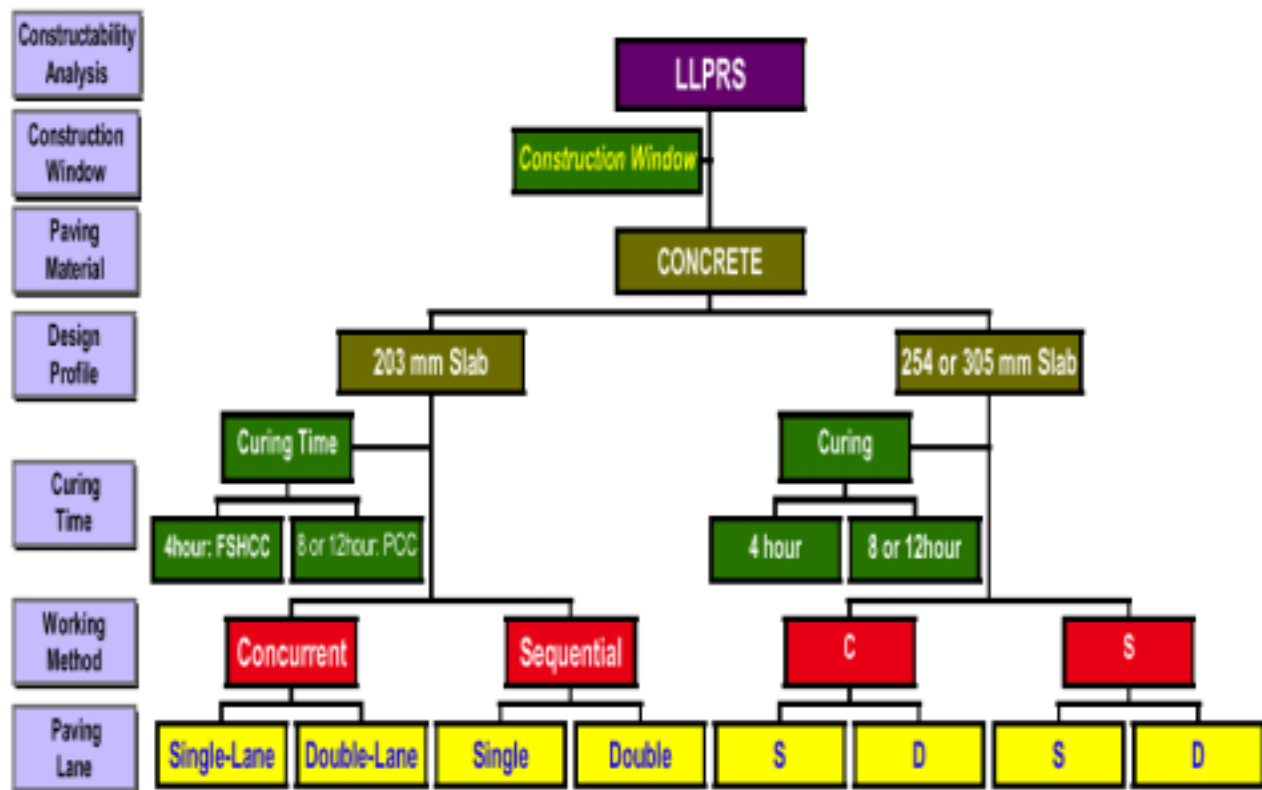 Constructability
Analysis
LLPRS
Construction
Window
Construction Window
Paving
Material
CONCRETE
Design
Profile
203 mm Slab
254 or 305 mm Slab
Curing
Time
Curing Time
Curing
4hour: FSHCC
8 or 12hour: PCC
4 hour
8 or 12hour
Working
Method
Concurrent
Sequential
C
S
Paving
Lane
Single-Lane
Double-Lane
Single
Double
S
D
S
D